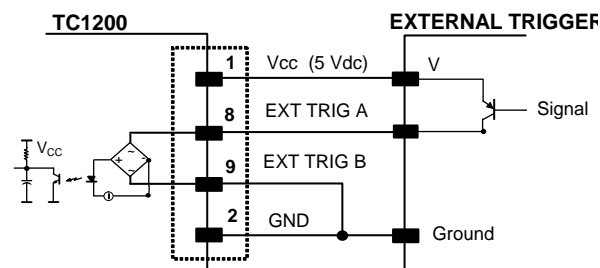 TC1200
EXTERNAL TRIGGER
1
Vcc (5 Vdc)
V
8
EXT TRIG A
Signal
VCC
+
~
-
~
9
EXT TRIG B
2
GND
Ground